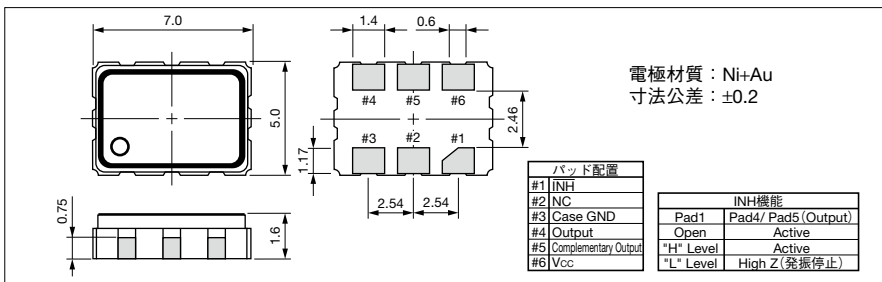 7.0
5.0
0.75
1.6
1.4
0.6
#4 #5 #6
#3 #2 #1
2.46
1.17
2.54 2.54
電極材質：Ni+Au
寸法公差：±0.2
パッド配置
#1 INH
#2 NC
#3 Case GND
#4 Output
#5 Complementary Output
#6 Vcc
INH機能
Pad1 Pad4/ Pad5(Output)
Open Active
"H" Level Active
"L" Level High Z(発振停止)